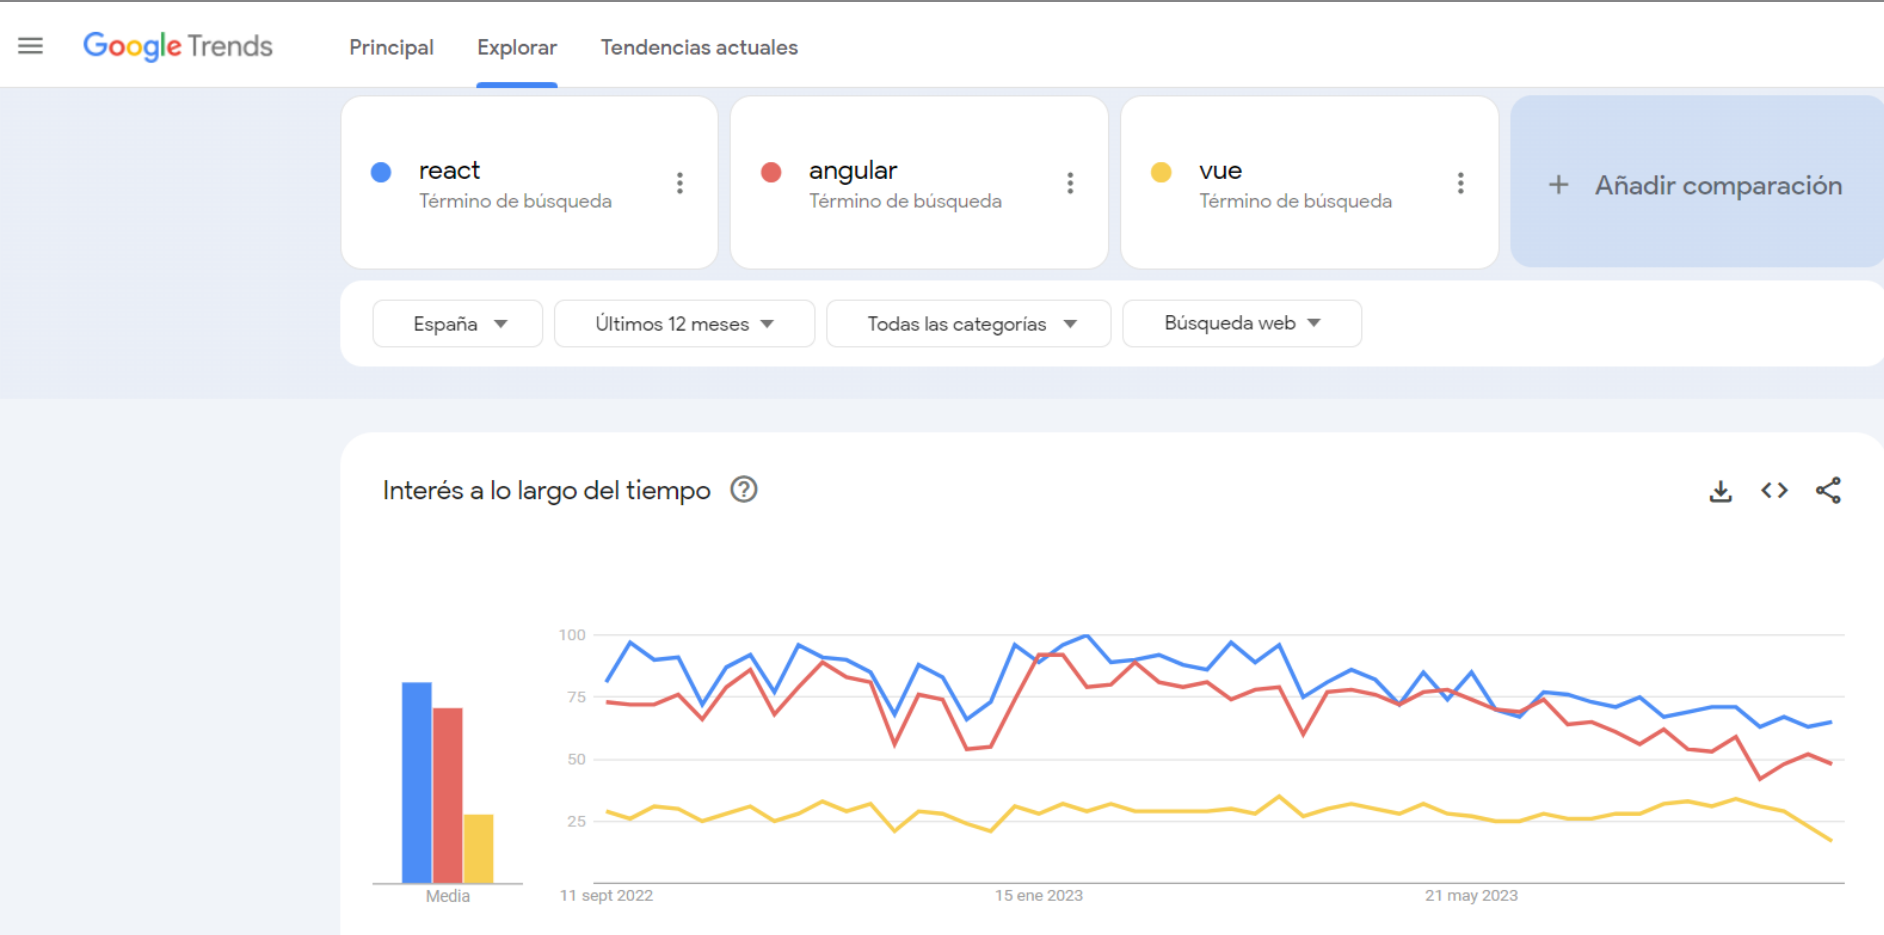 Google Trends Principal Explorar Tendencias actuales
react
Término de búsqueda
angular
Término de búsqueda
vue
Término de búsqueda
+ Añadir comparación
España Últimos 12 meses Todas las categorías Búsqueda web
Interés a lo largo del tiempo
100
75
50
25
Media 11 sept 2022 15 ene 2023 21 may 2023